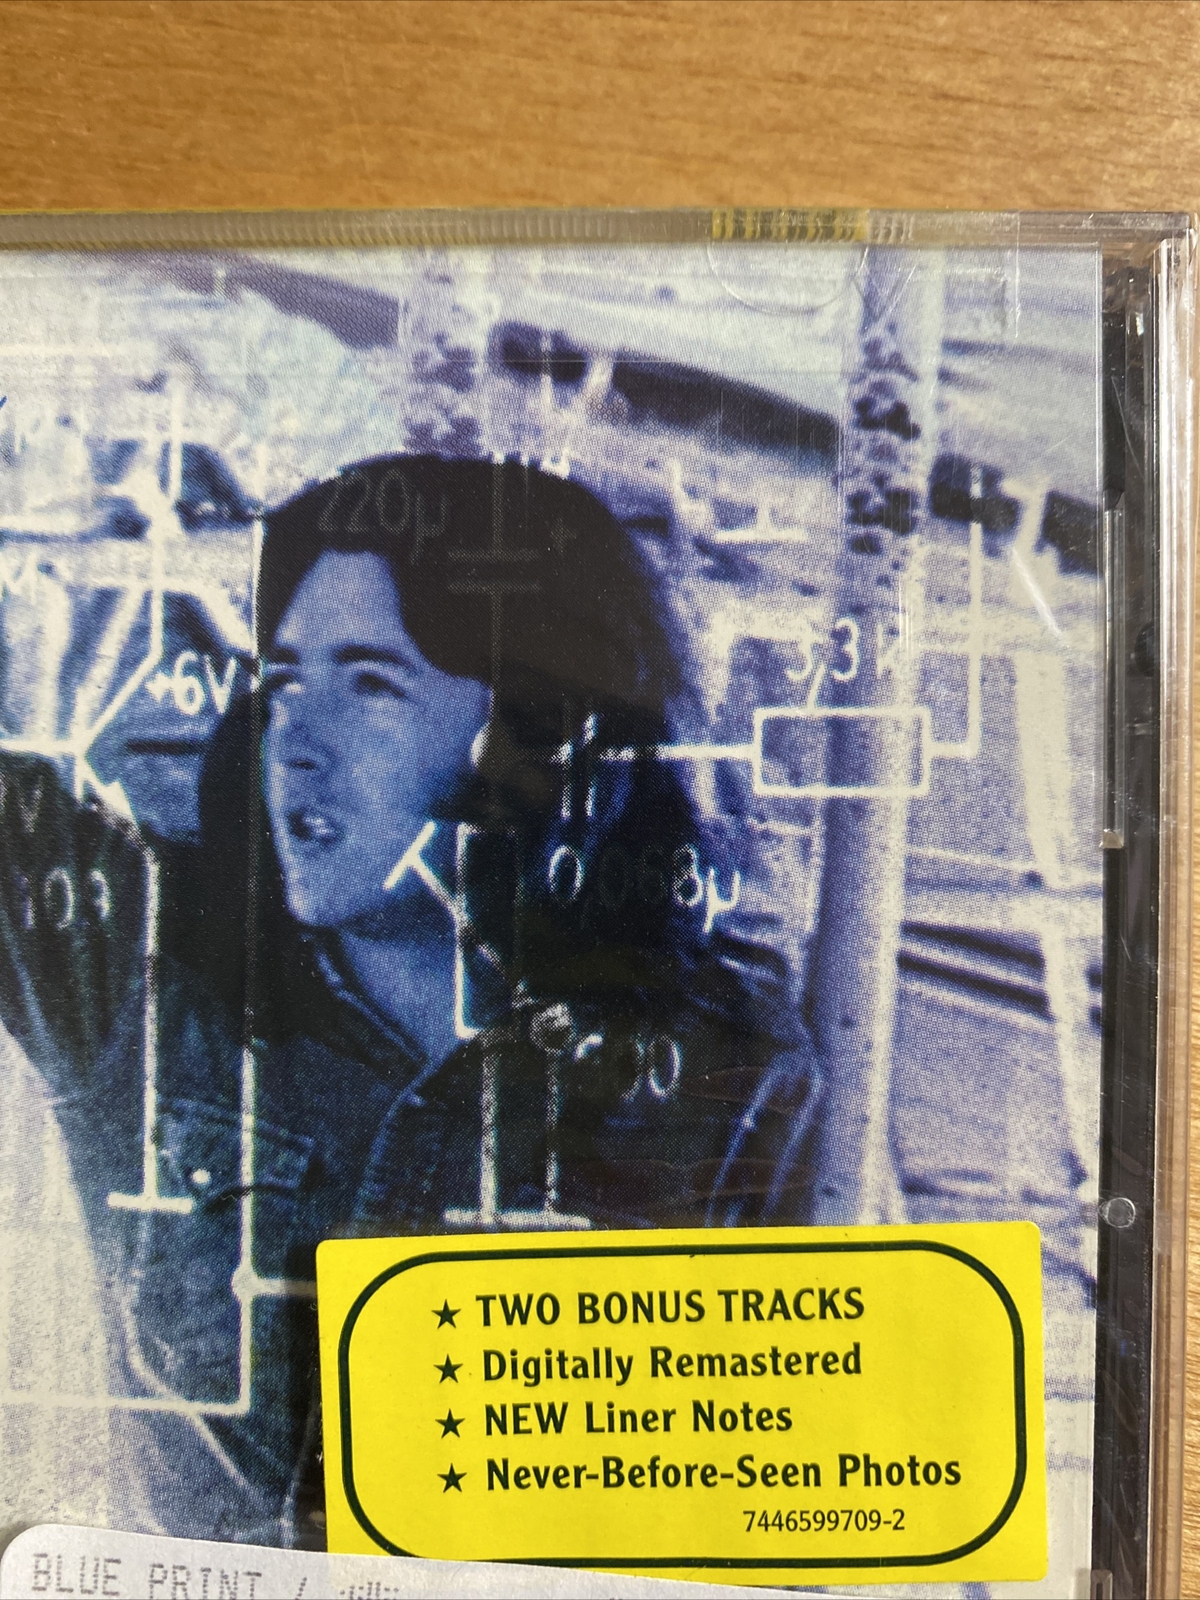 220μ
+
3,3k
+6V
0,068μ
★ TWO BONUS TRACKS
★ Digitally Remastered
★ NEW Liner Notes
★ Never-Before-Seen Photos
7446599709-2
BLUE PRINT /